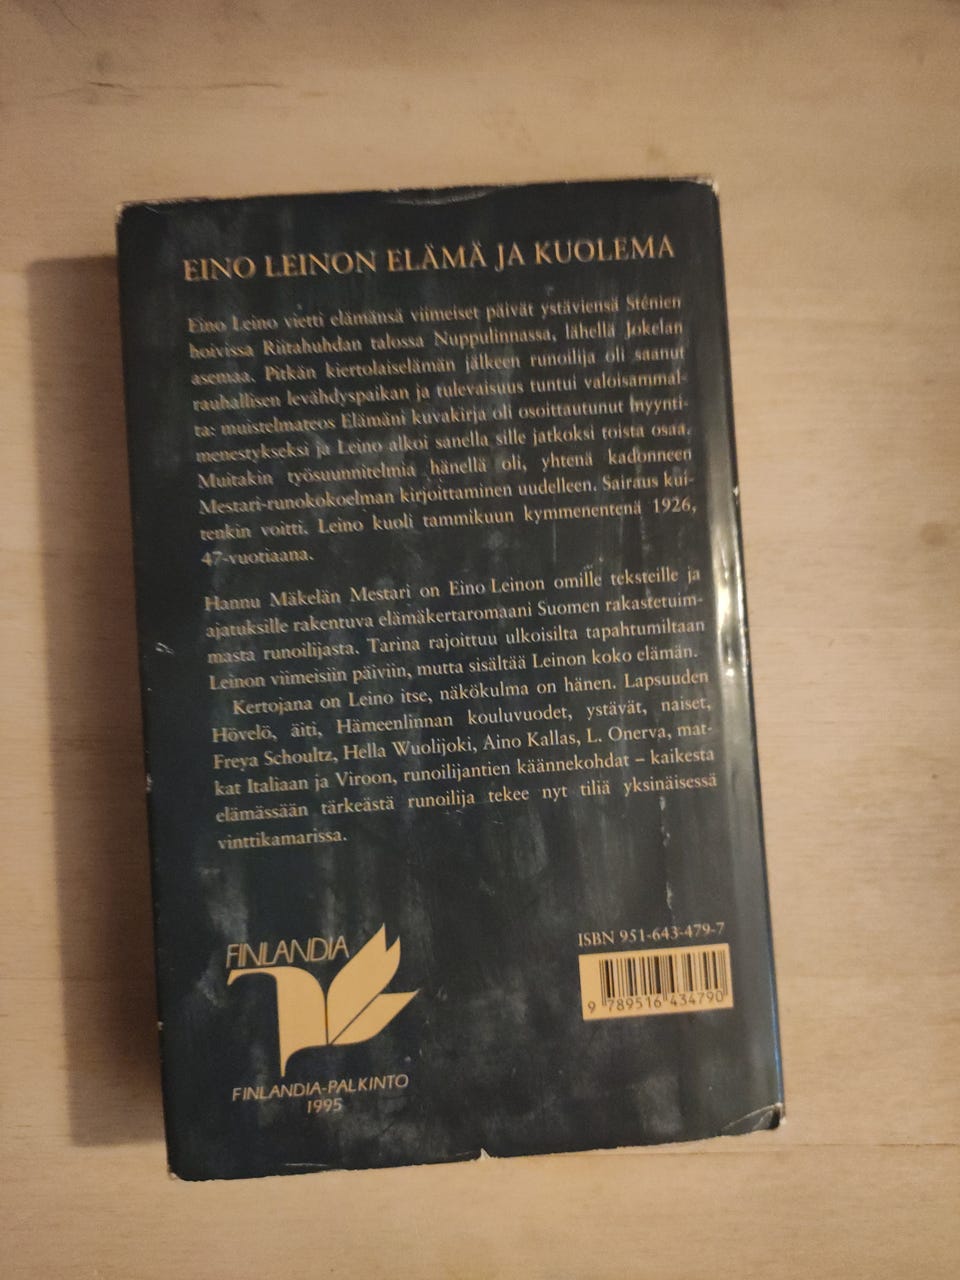 EINO LEINON ELÄMÄ JA KUOLEMA
Eino Leino vietti elämänsä viimeiset päivät ystäviensä Sténien
hoivissa Riitahuhdan talossa Nuppulinnassa, lähellä Jokelan
asemaa. Pitkän kiertolaiselämän jälkeen runoilija oli saanut
rauhallisen levähdyspaikan ja tulevaisuus tuntui valoisammal-
ta: muistelmateos Elämäni kuvakirja oli osoittautunut myynti-
menestykseksi ja Leino alkoi sanella sille jatkoksi toista osaa.
Muitakin työsuunnitelmia hänellä oli, yhtenä kadonneen
Mestari-runokokoelman kirjoittaminen uudelleen. Sairaus kui-
tenkin voitti. Leino kuoli tammikuun kymmenentenä 1926,
47-vuotiaana.
Hannu Mäkelän Mestari on Eino Leinon omille teksteille ja
ajatuksille rakentuva elämäkertaromaani Suomen rakastetuim-
masta runoilijasta. Tarina rajoittuu ulkoisilta tapahtumiltaan
Leinon viimeisiin päiviin, mutta sisältää Leinon koko elämän.
Kertojana on Leino itse, näkökulma on hänen. Lapsuuden
Hövelö, äiti, Hämeenlinnan kouluvuodet, ystävät, naiset,
Freya Schoultz, Hella Wuolijoki, Aino Kallas, L. Onerva, mat-
kat Italiaan ja Viroon, runoilijantien käännekohdat – kaikesta
elämässään tärkeästä runoilija tekee nyt tiliä yksinäisessä
vinttikamarissa.
FINLANDIA
FINLANDIA-PALKINTO
1995
ISBN 951-643-479-7
9 789516 434790